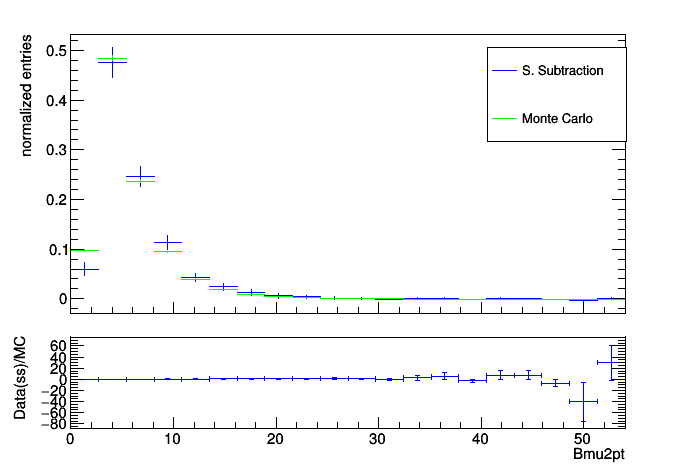 normalized entries
0.5
0.4
0.3
0.2
0.1
0
S. Subtraction
Monte Carlo
Data(ss)/MC
60
40
20
0
−20
−40
−60
−80
0 10 20 30 40 50
Bmu2pt